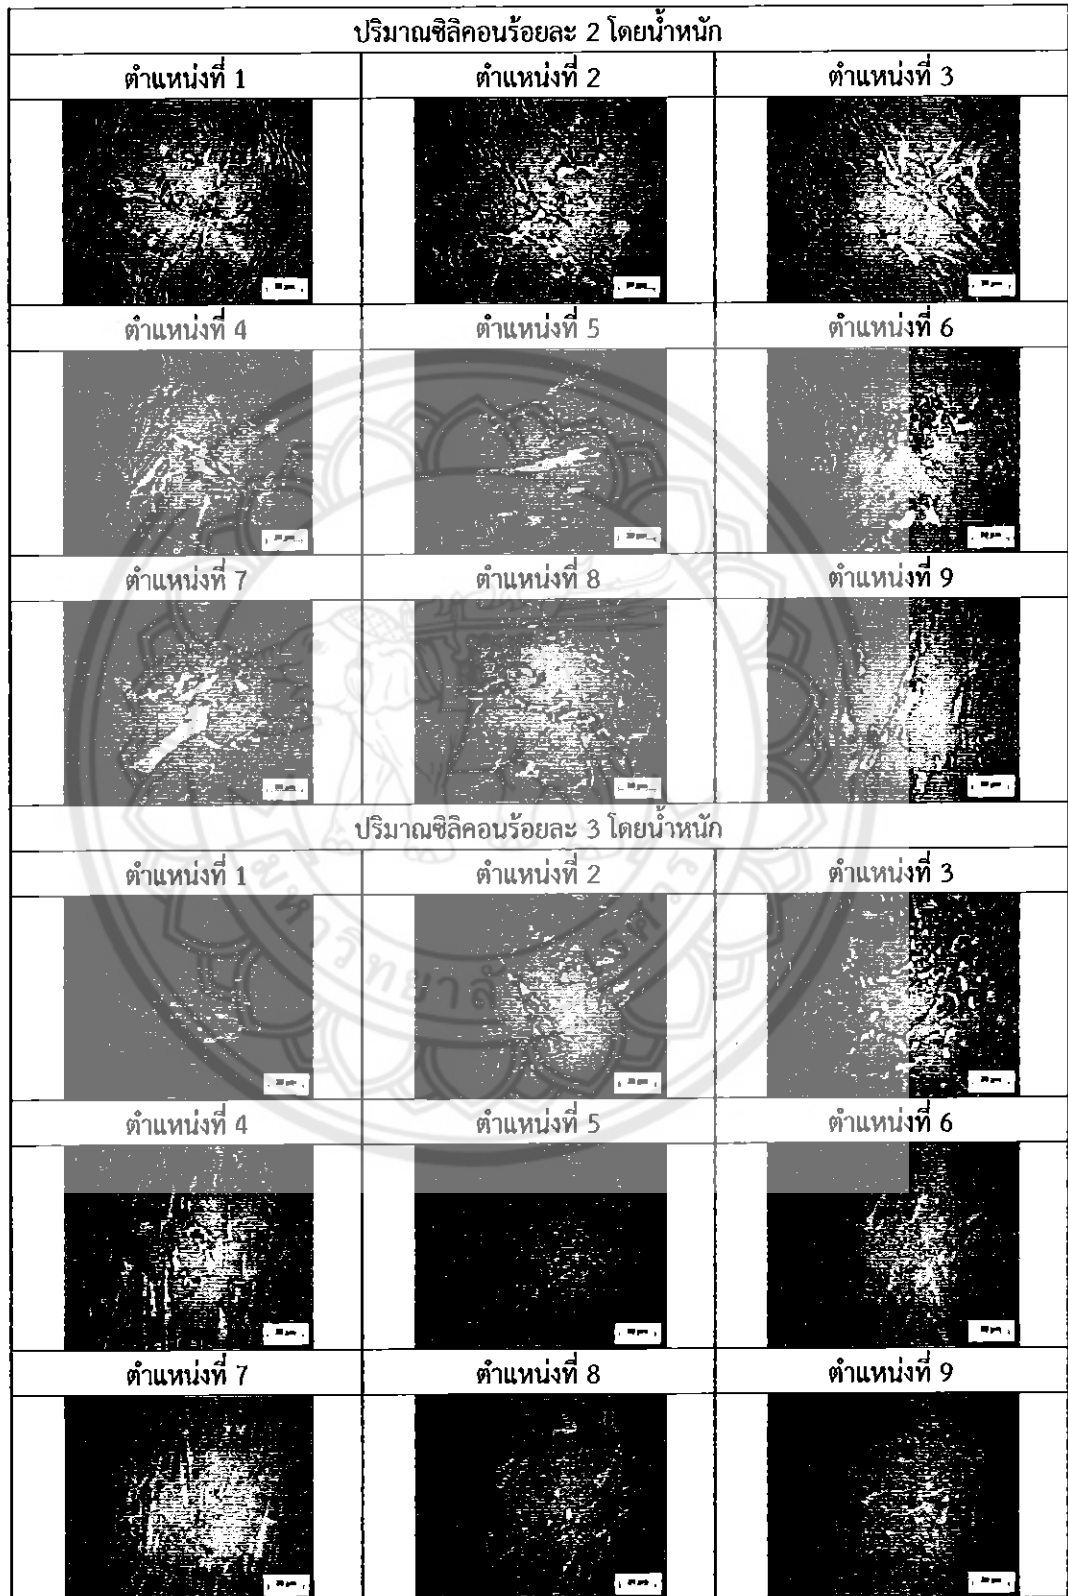 ปริมาณซิลิคอนร้อยละ 2 โดยน้ำหนัก
ตำแหน่งที่ 1 ตำแหน่งที่ 2 ตำแหน่งที่ 3
ตำแหน่งที่ 4 ตำแหน่งที่ 5 ตำแหน่งที่ 6
ตำแหน่งที่ 7 ตำแหน่งที่ 8 ตำแหน่งที่ 9
ปริมาณซิลิคอนร้อยละ 3 โดยน้ำหนัก
ตำแหน่งที่ 1 ตำแหน่งที่ 2 ตำแหน่งที่ 3
ตำแหน่งที่ 4 ตำแหน่งที่ 5 ตำแหน่งที่ 6
ตำแหน่งที่ 7 ตำแหน่งที่ 8 ตำแหน่งที่ 9